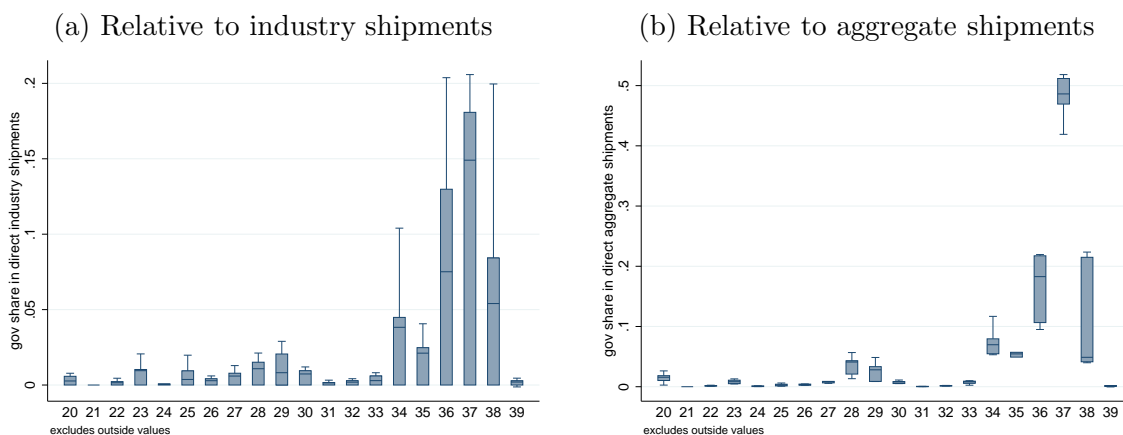 (a) Relative to industry shipments
gov share in direct industry shipments
.2
.15
.1
.05
0
20 21 22 23 24 25 26 27 28 29 30 31 32 33 34 35 36 37 38 39
excludes outside values
(b) Relative to aggregate shipments
gov share in direct aggregate shipments
.5
.4
.3
.2
.1
0
20 21 22 23 24 25 26 27 28 29 30 31 32 33 34 35 36 37 38 39
excludes outside values